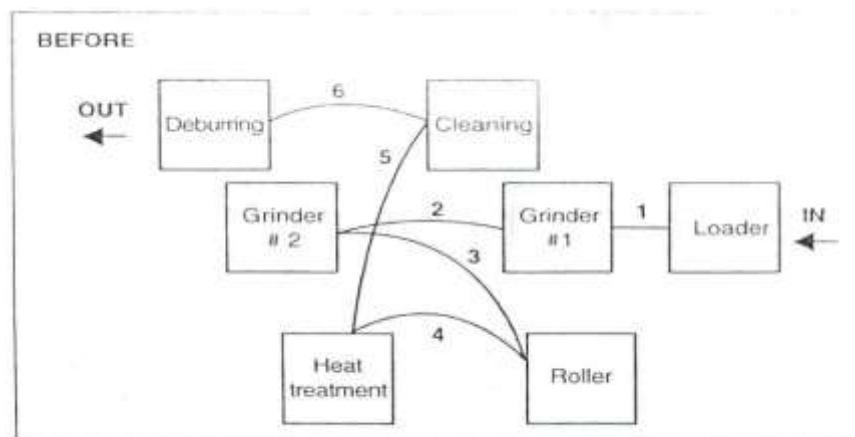 BEFORE
6
OUT
Deburring
Cleaning
5
Grinder
# 2
2
Grinder
#1
1
Loader
IN
3
4
Heat
treatment
Roller